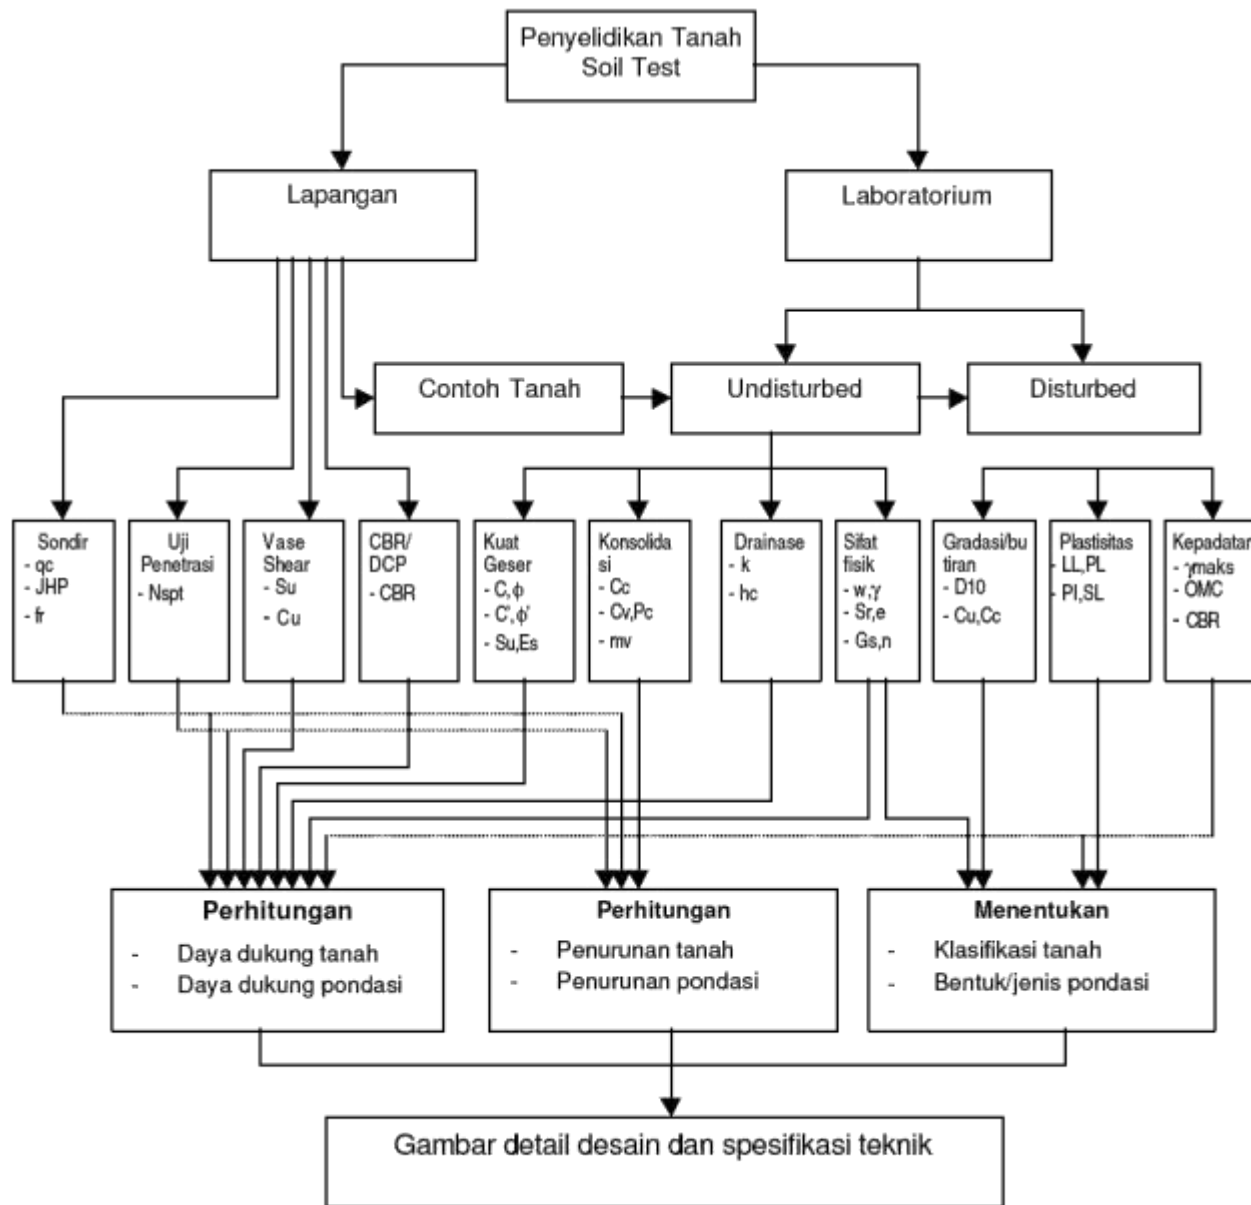 Penyelidikan Tanah
Soil Test
Lapangan
Laboratorium
Contoh Tanah
Undisturbed
Disturbed
Sondir
- qc
- JHP
- fr
Uji
Penetrasi
- Nspt
Vase
Shear
- Su
- Cu
CBR/
DCP
- CBR
Kuat
Geser
- C,ϕ
- C',ϕ'
- Su,Es
Konsolida
si
- Cc
- Cv,Pc
- mv
Drainase
- k
- hc
Sifat
fisik
- w,γ
- Sr,e
- Gs,n
Gradasi/bu
tiran
- D10
- Cu,Cc
Plastisitas
- LL,PL
- PI,SL
Kepadatan
- γmaks
- OMC
- CBR
Perhitungan
- Daya dukung tanah
- Daya dukung pondasi
Perhitungan
- Penurunan tanah
- Penurunan pondasi
Menentukan
- Klasifikasi tanah
- Bentuk/jenis pondasi
Gambar detail desain dan spesifikasi teknik